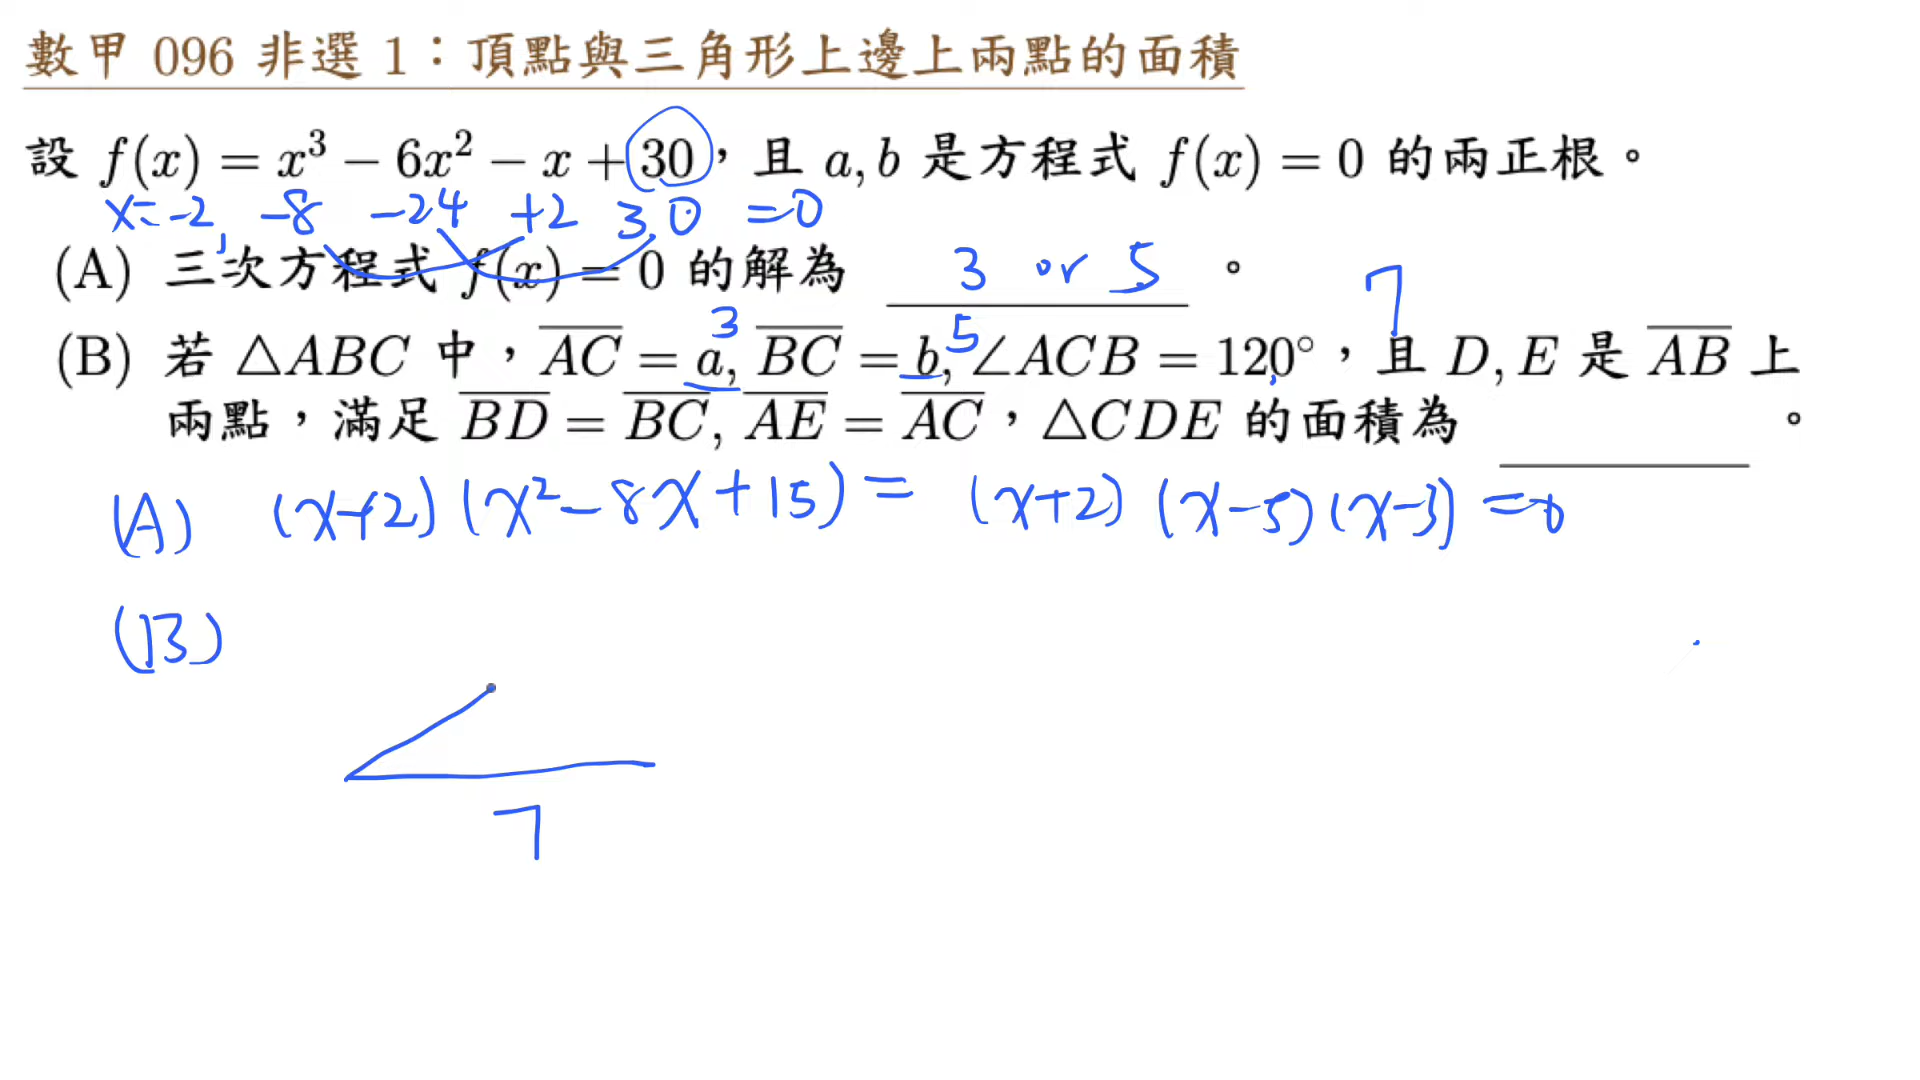 數甲 096 非選 1：頂點與三角形上邊上兩點的面積
設 f(x) = x³ − 6x² − x + 30，且 a, b 是方程式 f(x) = 0 的兩正根。
x=-2, -8 -24 +2 30 =0
(A) 三次方程式 f(x) = 0 的解為 3 or 5 。
3 5 7
(B) 若 △ABC 中，AC = a, BC = b, ∠ACB = 120°，且 D, E 是 AB 上
兩點，滿足 BD = BC, AE = AC，△CDE 的面積為 。
(A) (x+2)(x²-8x+15)= (x+2)(x-5)(x-3)=0
(B)
7